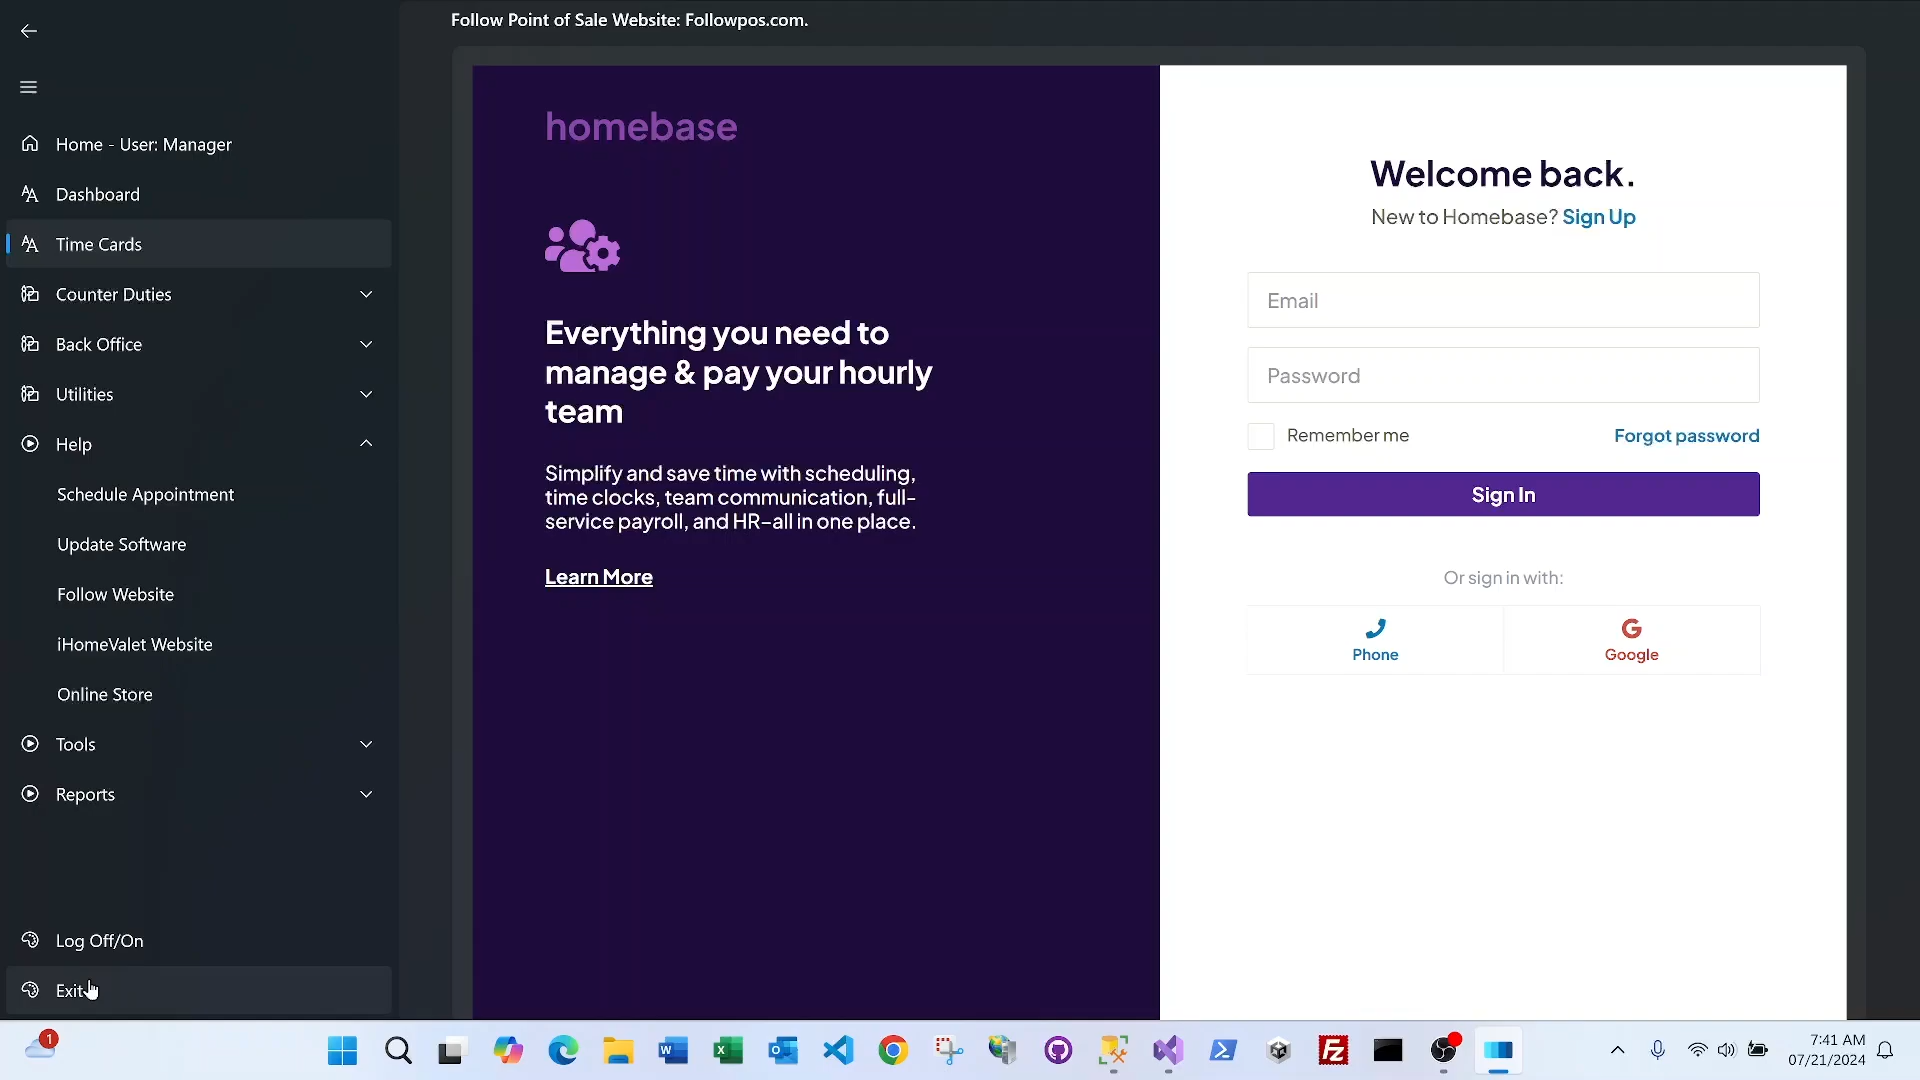 Follow Point of Sale Website: Followpos.com.
Home - User: Manager
Dashboard
Time Cards
Counter Duties
Back Office
Utilities
Help
Schedule Appointment
Update Software
Follow Website
iHomeValet Website
Online Store
Tools
Reports
Log Off/On
Exit
homebase
Everything you need to
manage & pay your hourly
team
Simplify and save time with scheduling,
time clocks, team communication, full-
service payroll, and HR–all in one place.
Learn More
Welcome back.
New to Homebase? Sign Up
Email
Password
Remember me
Forgot password
Sign In
Or sign in with:
Phone
Google
1
7:41 AM
07/21/2024